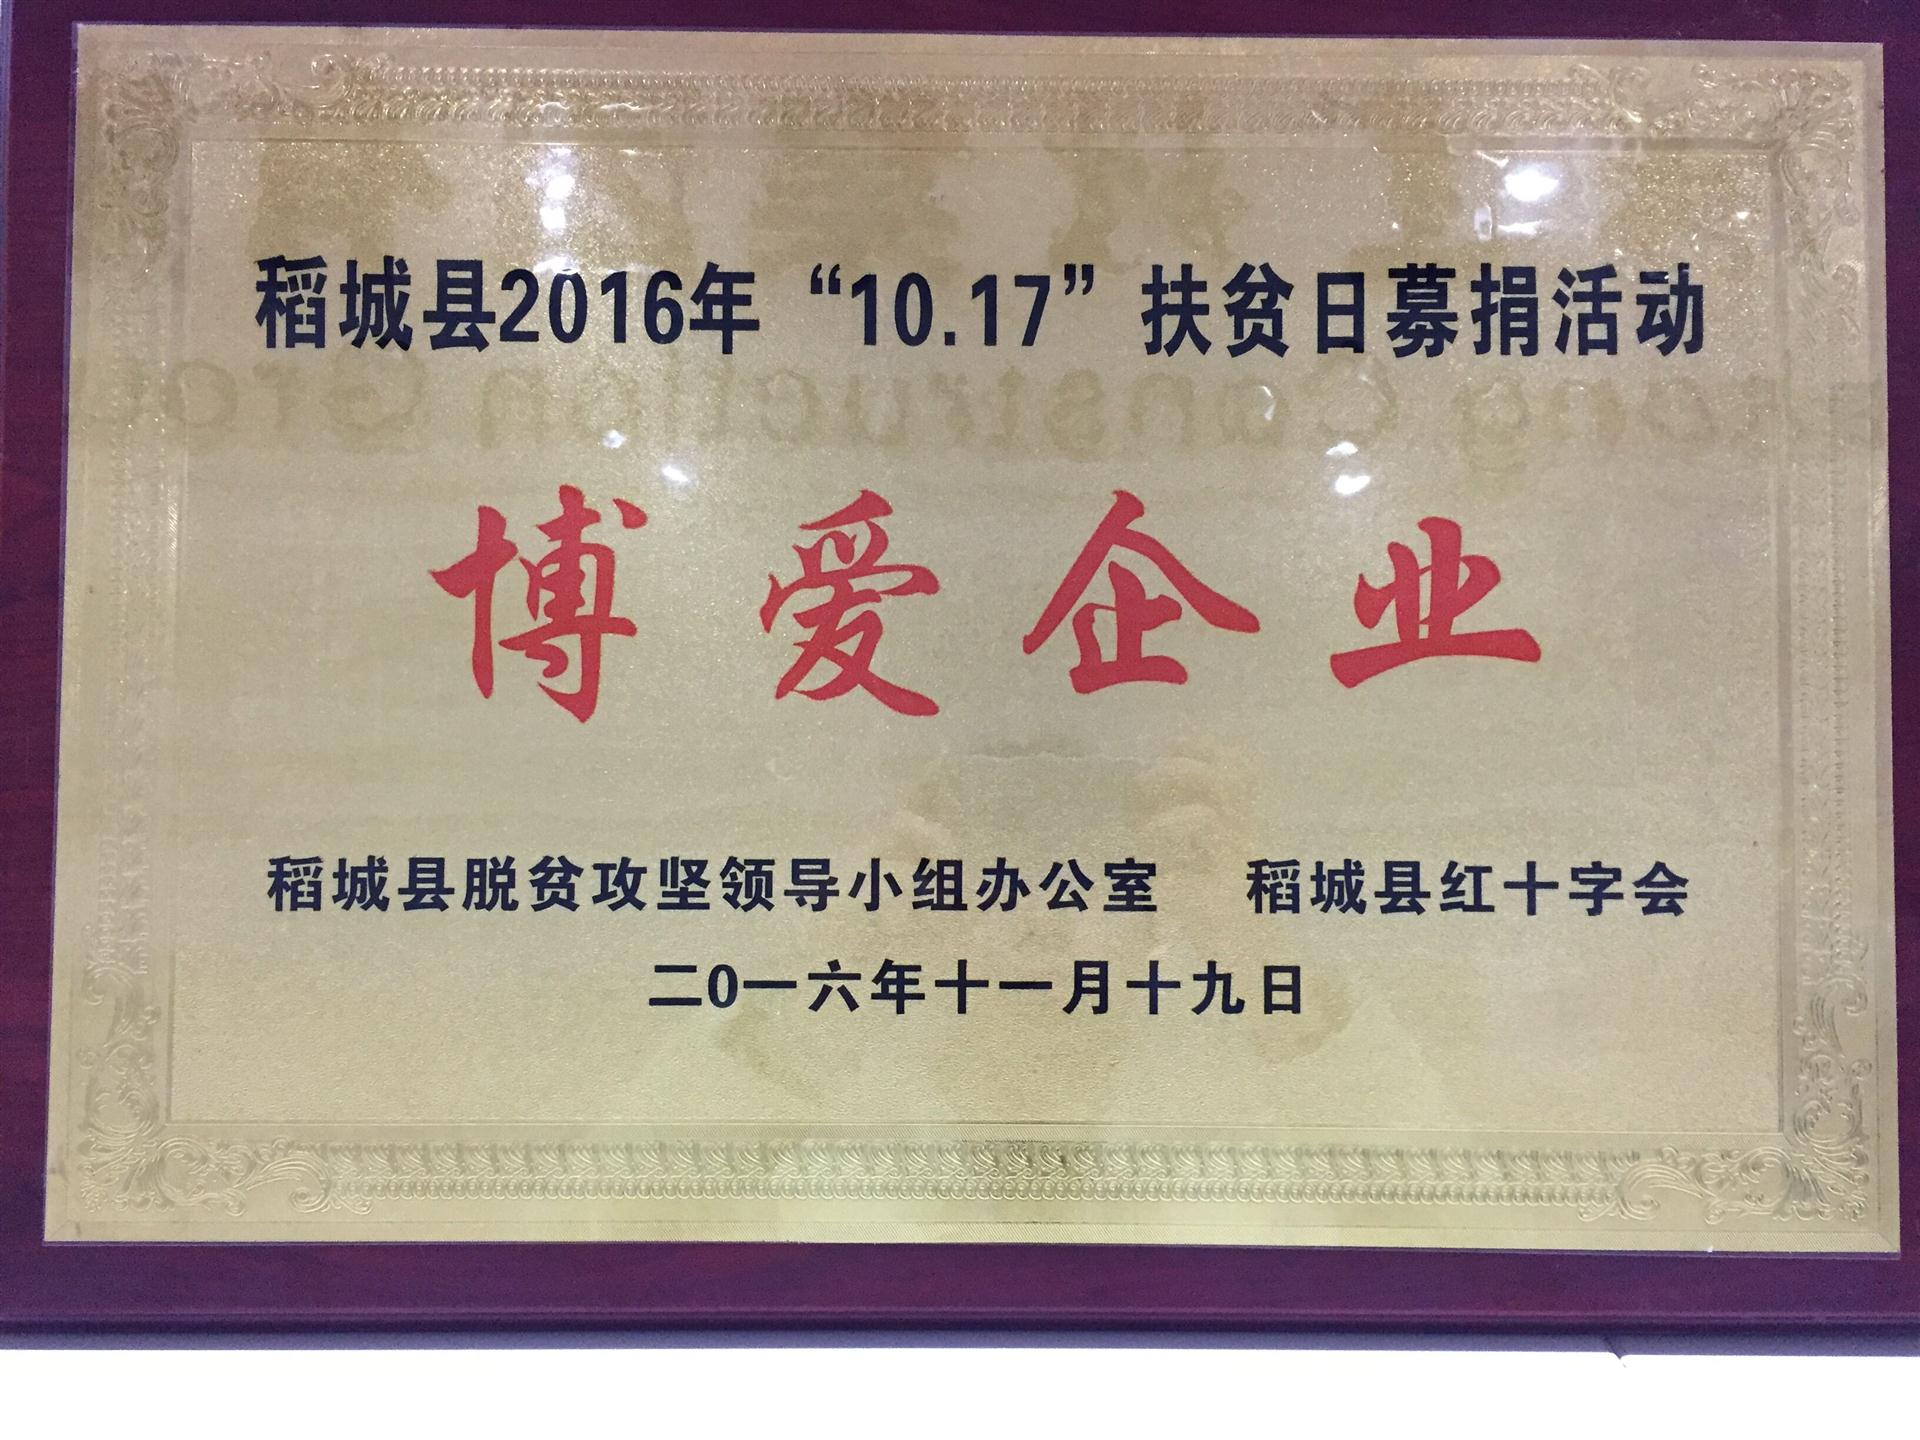 稻城县2016年“10.17”扶贫日募捐活动
博爱企业
稻城县脱贫攻坚领导小组办公室 稻城县红十字会
二0一六年十一月十九日